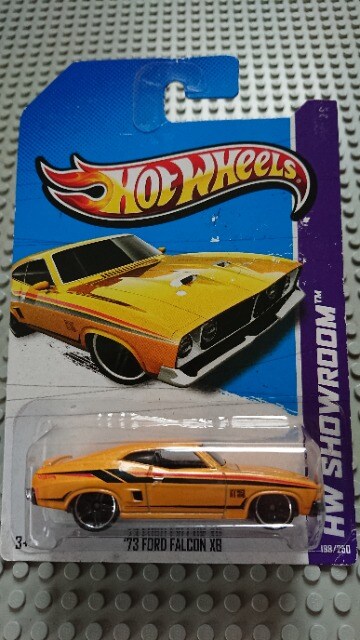 HOT WHEELS
HW SHOWROOM™
'73 FORD FALCON XB
198/250
3+